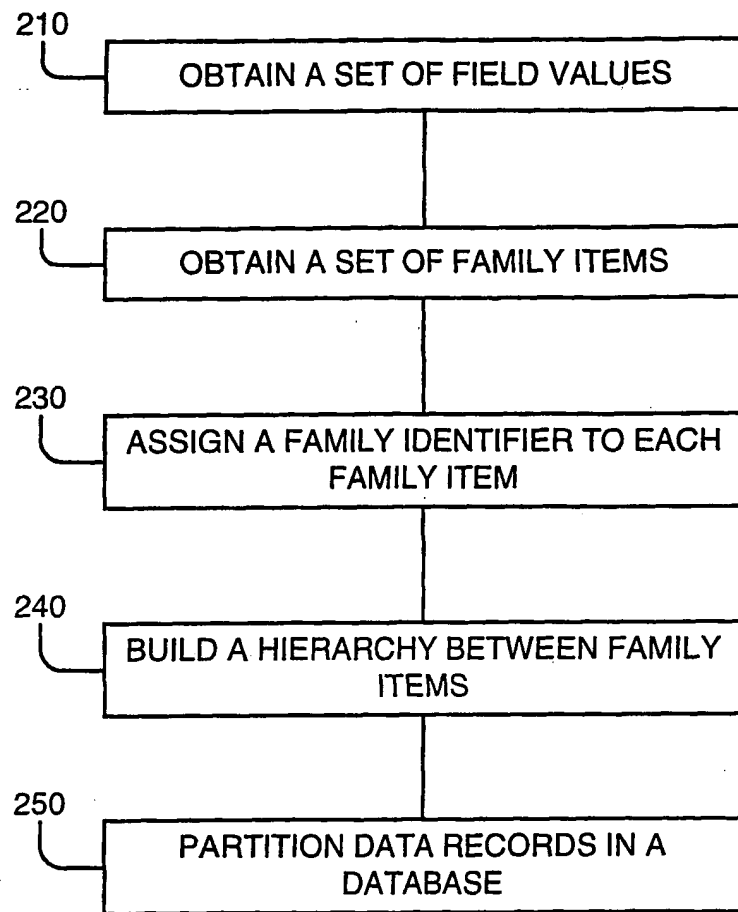 210
OBTAIN A SET OF FIELD VALUES
220
OBTAIN A SET OF FAMILY ITEMS
230
ASSIGN A FAMILY IDENTIFIER TO EACH
FAMILY ITEM
240
BUILD A HIERARCHY BETWEEN FAMILY
ITEMS
250
PARTITION DATA RECORDS IN A
DATABASE